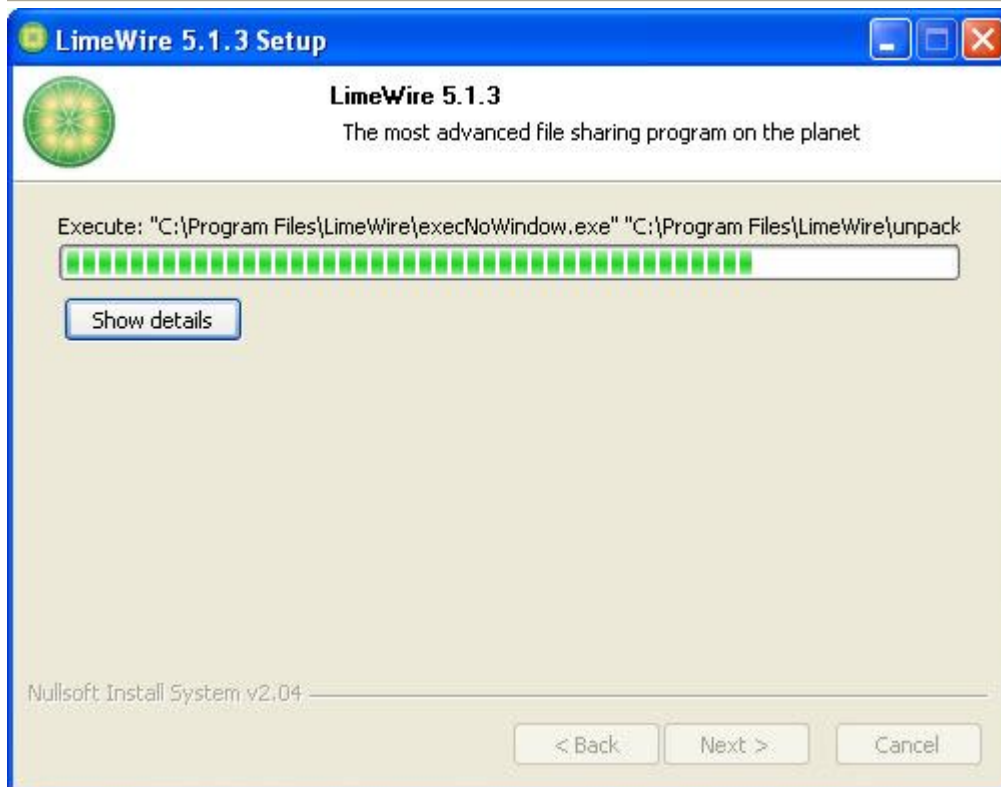 LimeWire 5.1.3 Setup
LimeWire 5.1.3
The most advanced file sharing program on the planet
Execute: "C:\Program Files\LimeWire\execNoWindow.exe" "C:\Program Files\LimeWire\unpack
Show details
Nullsoft Install System v2.04
< Back
Next >
Cancel